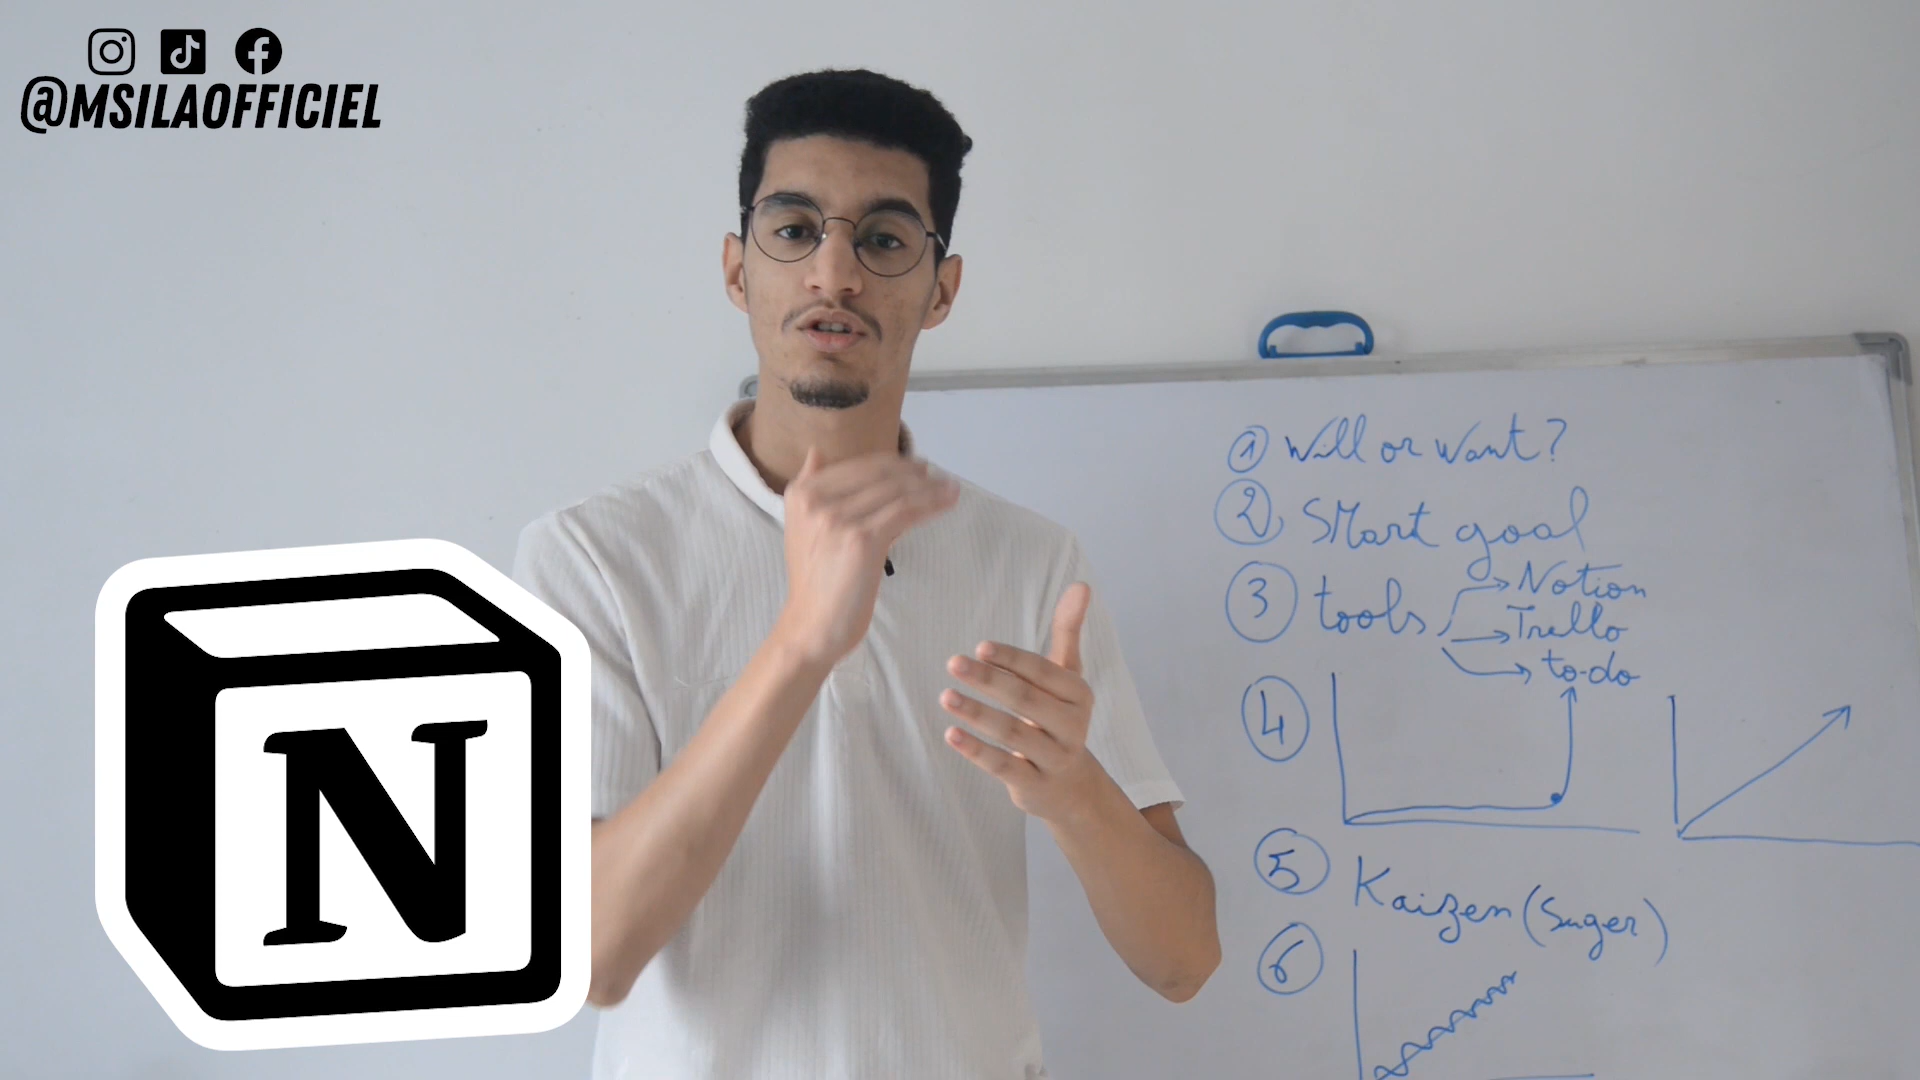 @MSILAOFFICIEL
N
1 Will or Want?
2 SMart goal
3 tools → Notion
→ Trello
→ to-do
4
5 Kaizen (Suger)
6